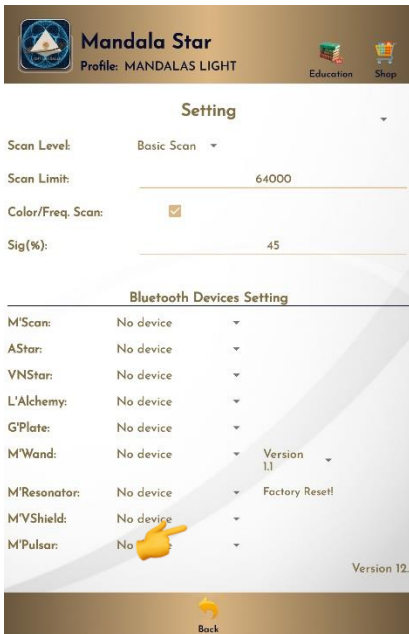 Mandala Star
Profile: MANDALAS LIGHT
Education
Shop
Setting
Scan Level: Basic Scan
Scan Limit: 64000
Color/Freq. Scan:
Sig(%): 45
Bluetooth Devices Setting
M'Scan: No device
AStar: No device
VNStar: No device
L'Alchemy: No device
G'Plate: No device
M'Wand: No device Version
1.1
M'Resonator: No device Factory Reset!
M'VShield: No device
M'Pulsar: No
Version 12.
Back